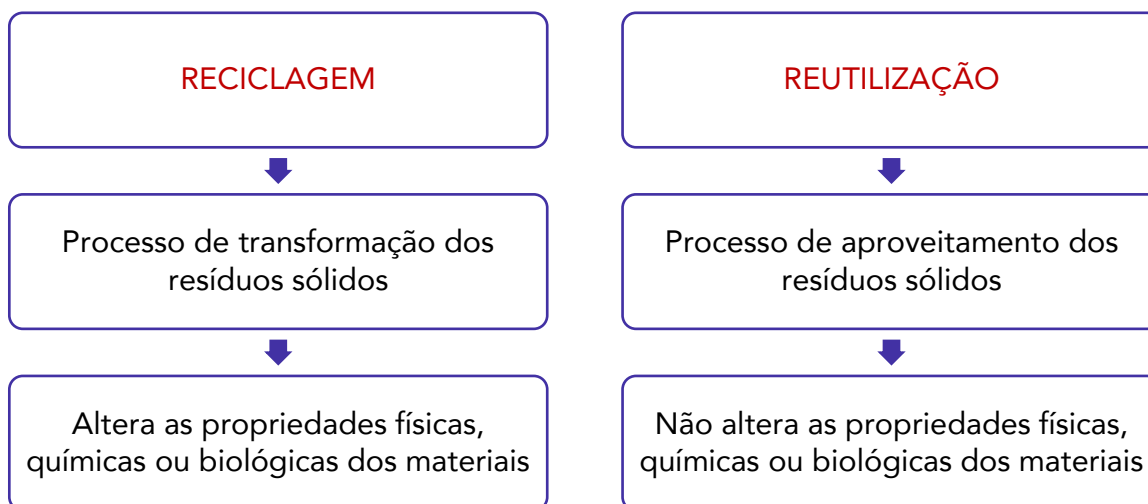 RECICLAGEM
Processo de transformação dos
resíduos sólidos
Altera as propriedades físicas,
químicas ou biológicas dos materiais
REUTILIZAÇÃO
Processo de aproveitamento dos
resíduos sólidos
Não altera as propriedades físicas,
químicas ou biológicas dos materiais